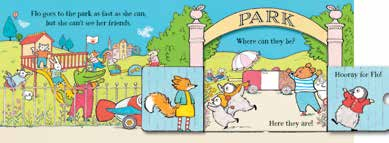 Flo goes to the park as fast as she can,
but she can't see her friends.
PARK
Where can they be?
Here they are!
Hooray for Flo!